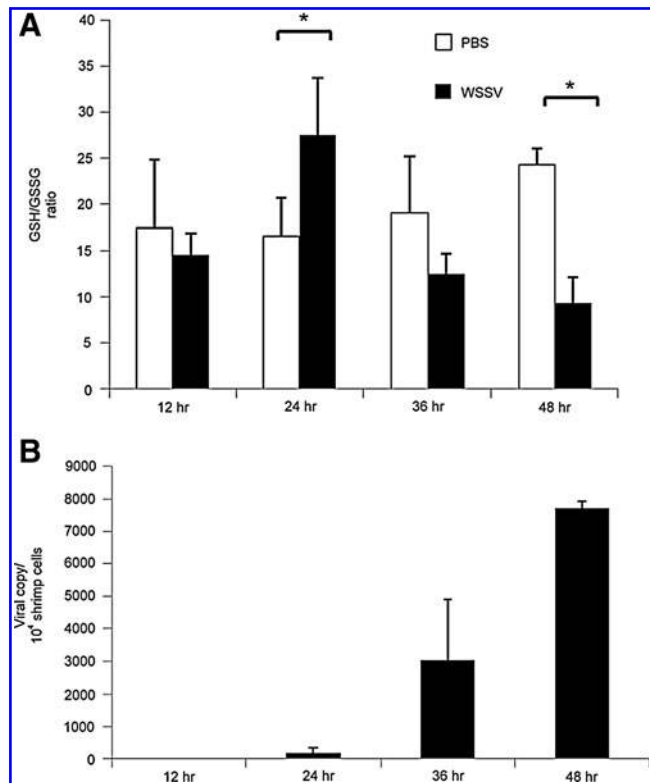 A
40
*
PBS
35
WSSV
*
30
25
GSH/GSSG
ratio
20
15
10
5
0
12 hr
24 hr
36 hr
48 hr
B
9000
8000
7000
6000
Viral copy/
10⁴ shrimp cells
5000
4000
3000
2000
1000
0
12 hr
24 hr
36 hr
48 hr